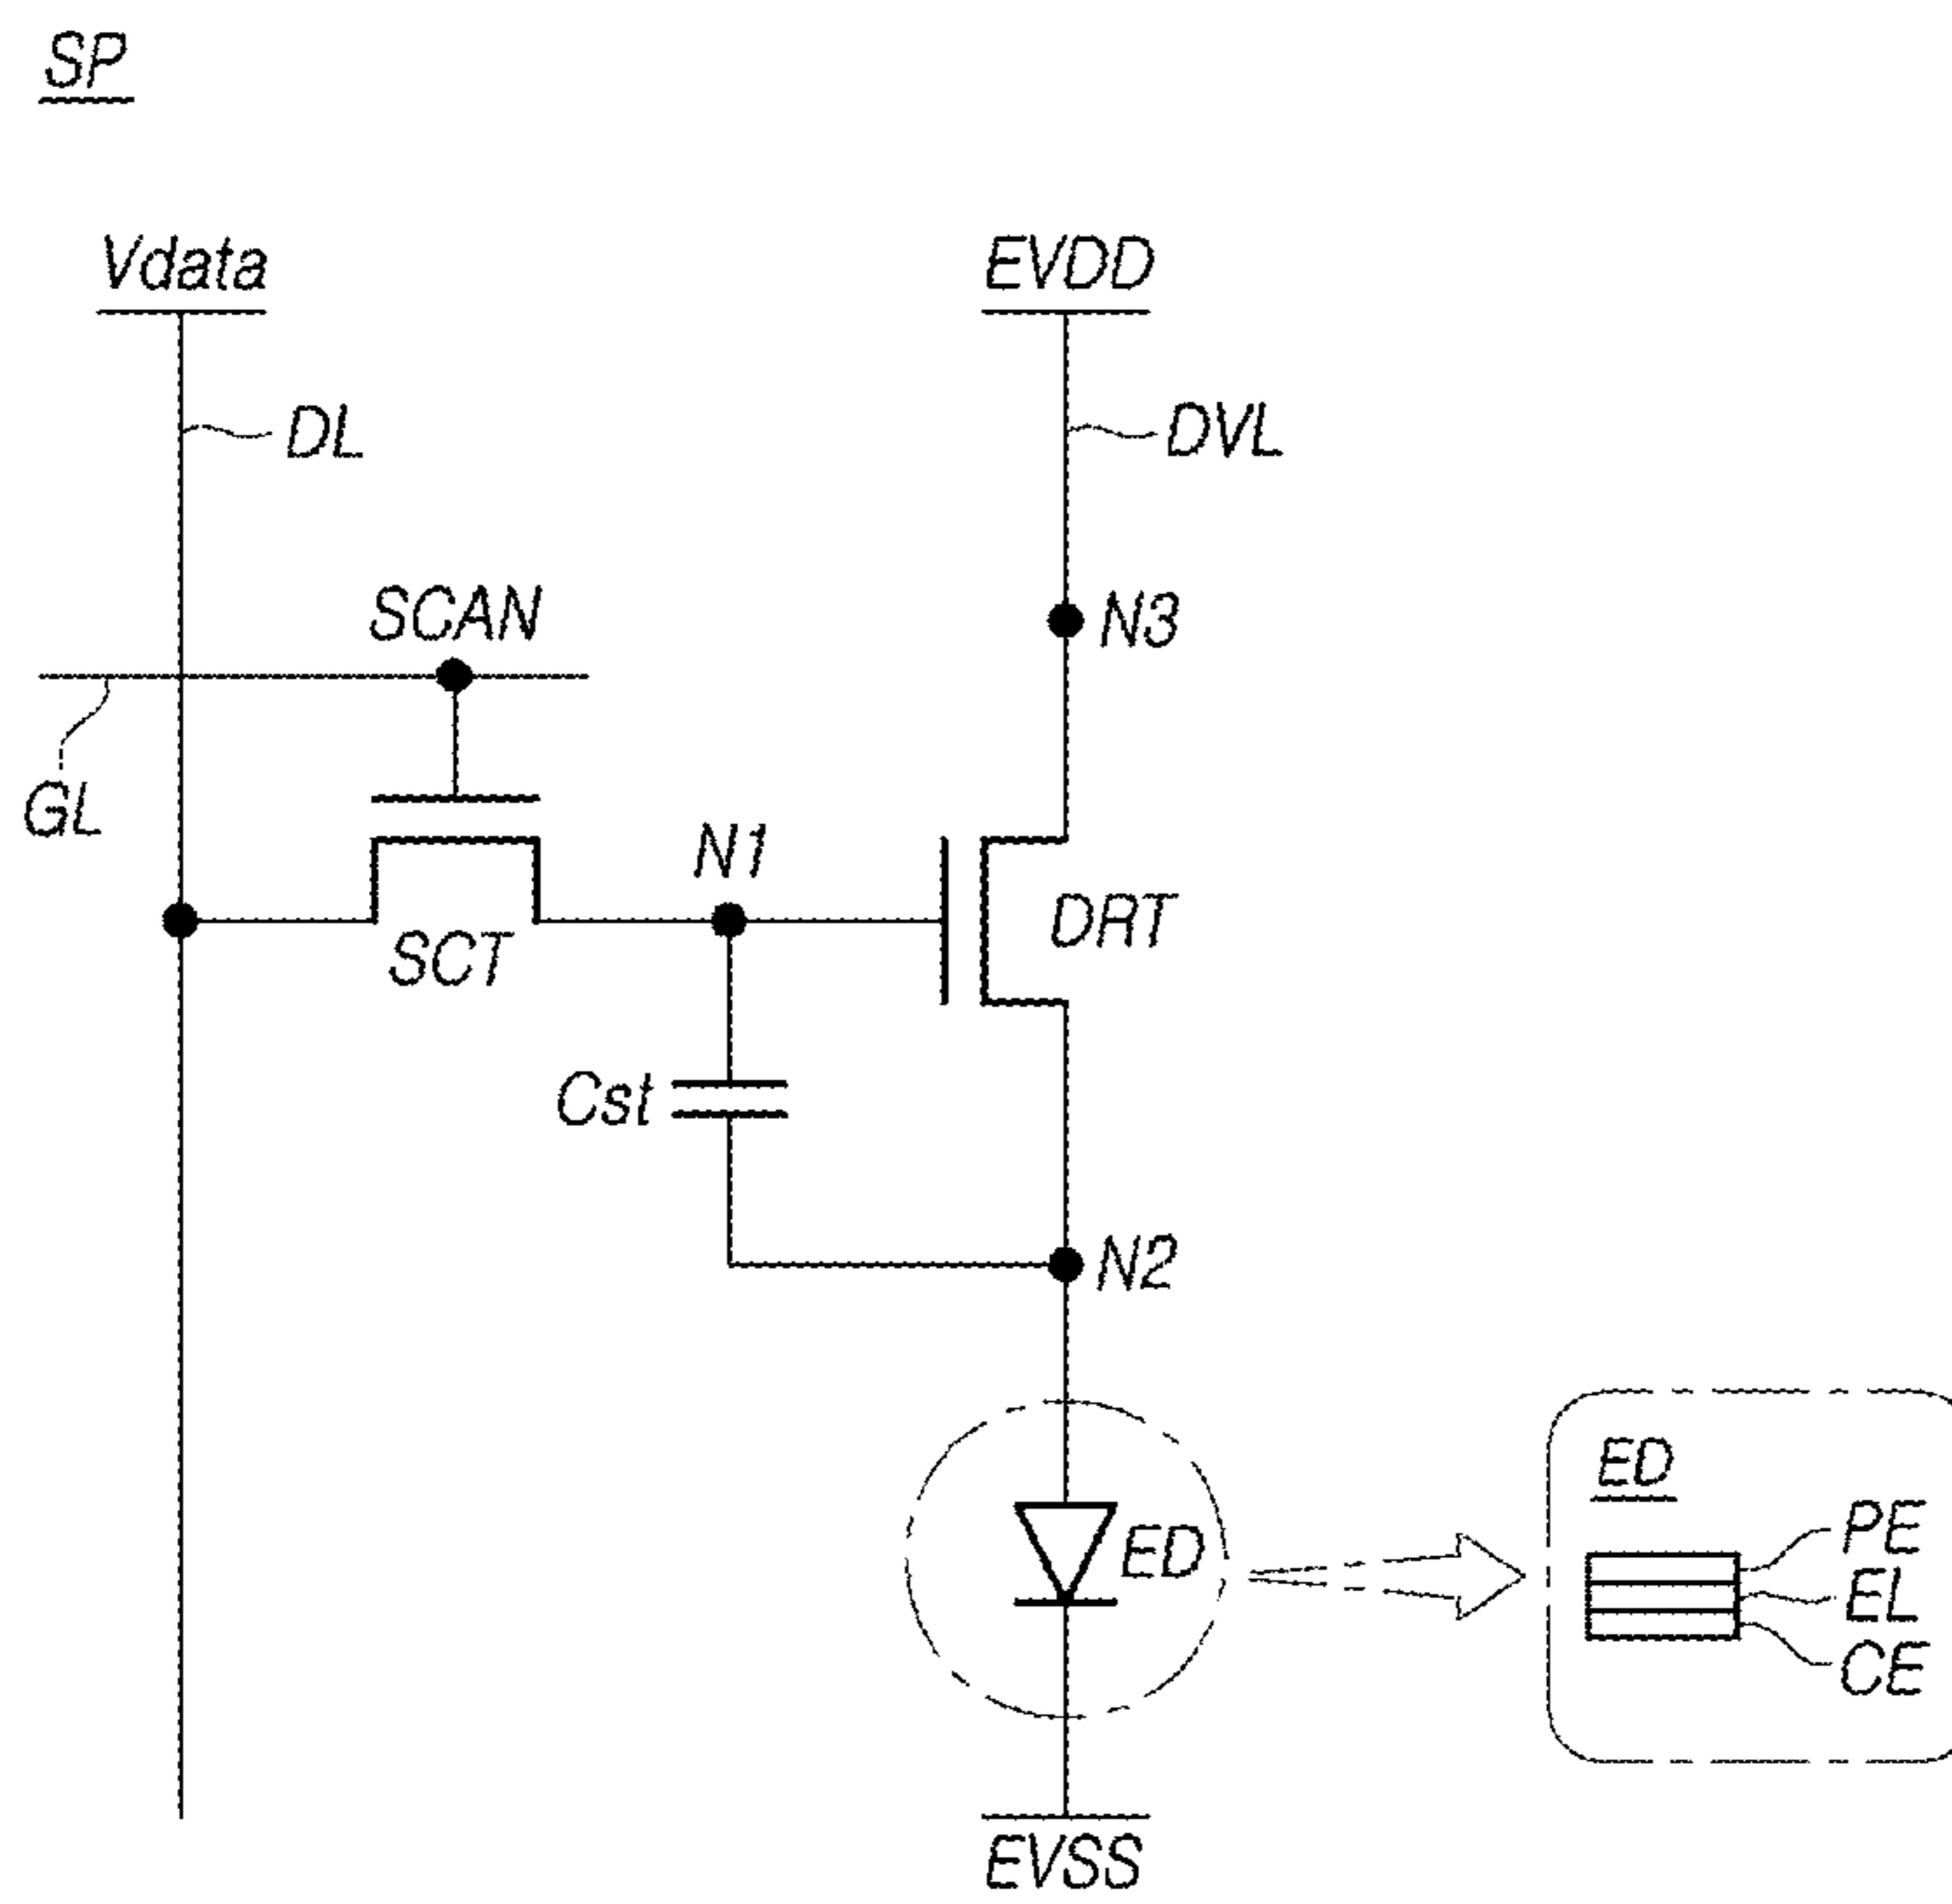 SP
Vdata
EVDD
DL
DVL
SCAN
N3
GL
N1
DRT
SCT
Cst
N2
ED
ED
PE
EL
CE
EVSS